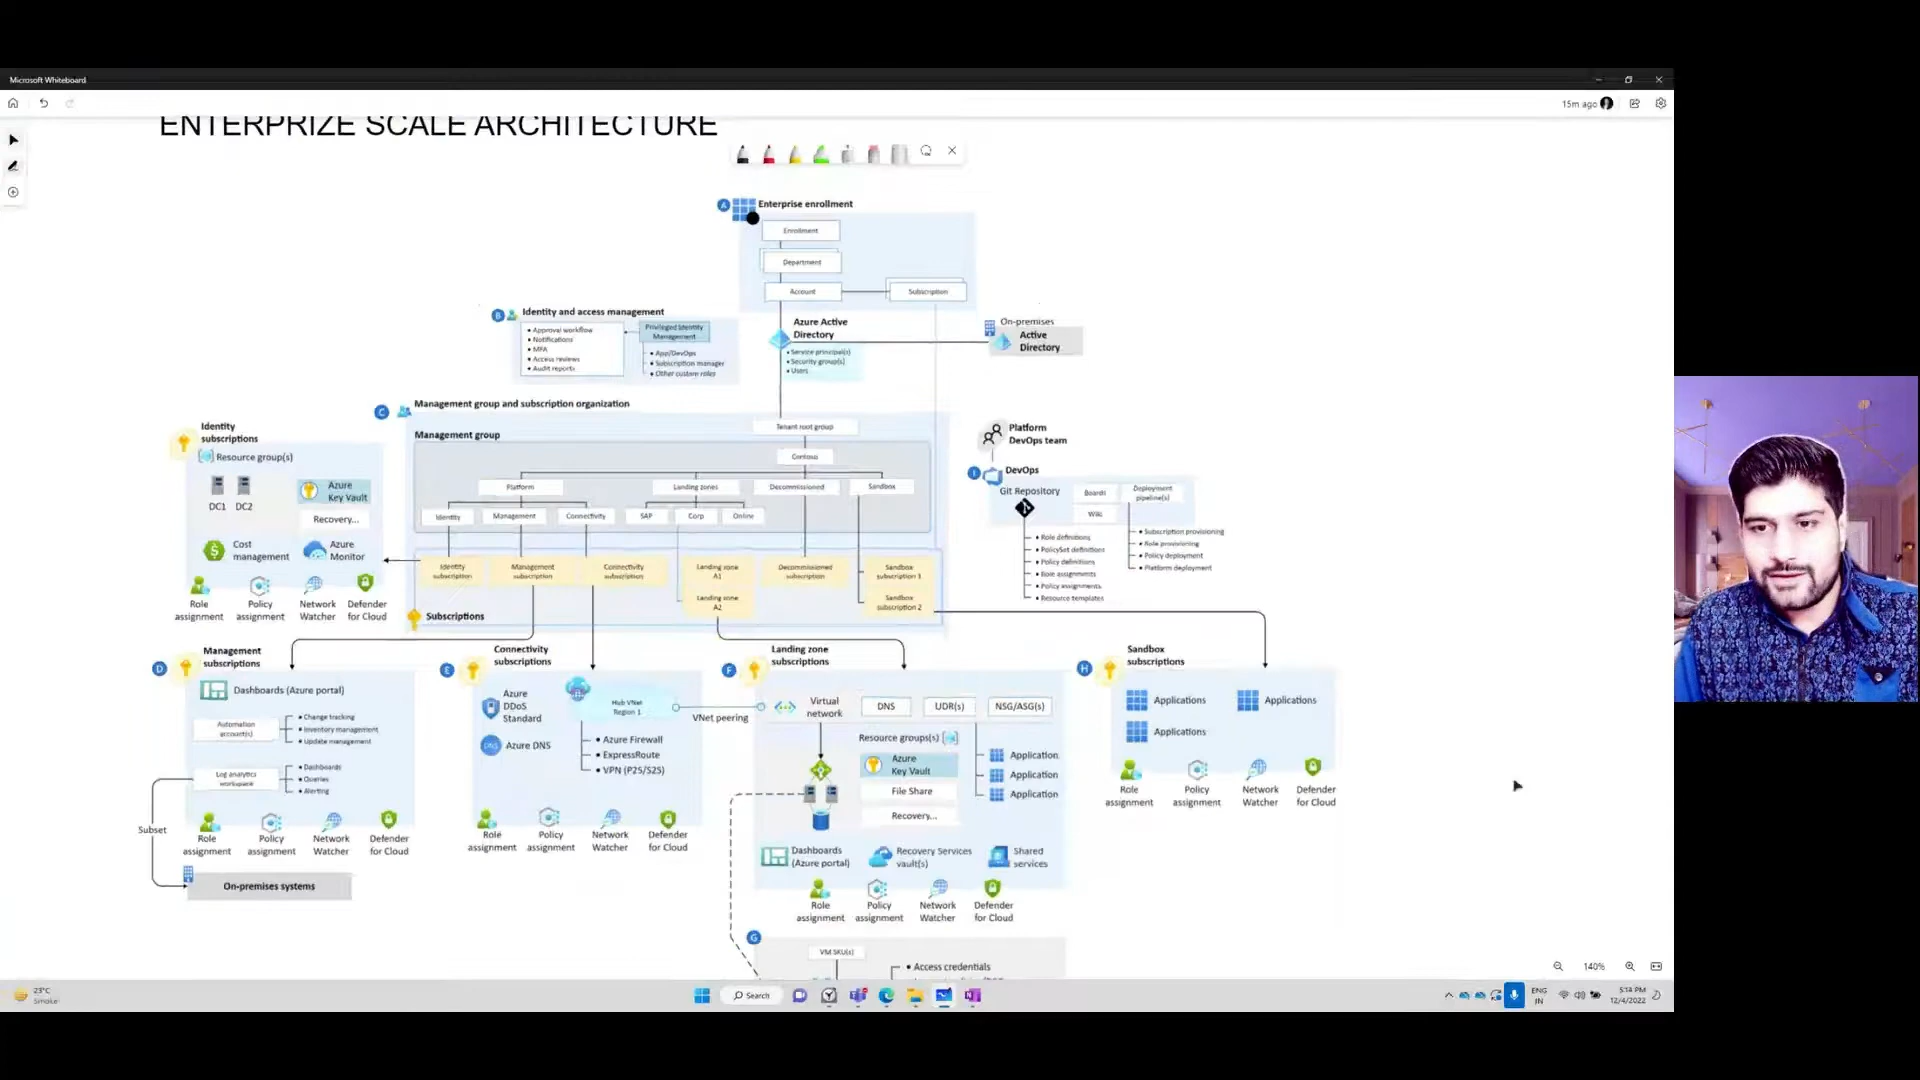 Microsoft Whiteboard
15m ago
ENTERPRIZE SCALE ARCHITECTURE
A
Enterprise enrollment
Enrollment
Department
Account
Subscription
B
Identity and access management
• Approval workflow
• Notifications
• MFA
• Access reviews
• Audit reports
Privileged Identity
Management
• App/DevOps
• Subscription manager
• Other custom roles
Azure Active
Directory
• Service principal(s)
• Security group(s)
• Users
On-premises
Active
Directory
C
Management group and subscription organization
Management group
Tenant root group
Contoso
Platform
Landing zones
Decommissioned
Sandbox
Identity
Management
Connectivity
SAP
Corp
Online
Identity
subscription
Management
subscription
Connectivity
subscription
Landing zone
A1
Landing zone
A2
Decommissioned
subscription
Sandbox
subscription 1
Sandbox
subscription 2
Subscriptions
Identity
subscriptions
Resource group(s)
DC1
DC2
Azure
Key Vault
Recovery...
Cost
management
Azure
Monitor
Role
assignment
Policy
assignment
Network
Watcher
Defender
for Cloud
Platform
DevOps team
I
DevOps
Git Repository
Boards
Wiki
Deployment
pipeline(s)
• Role definitions
• PolicySet definitions
• Policy definitions
• Role assignments
• Policy assignments
• Resource templates
• Subscription provisioning
• Role provisioning
• Policy deployment
• Platform deployment
D
Management
subscriptions
Dashboards (Azure portal)
Automation
account(s)
• Change tracking
• Inventory management
• Update management
Log analytics
workspace
• Dashboards
• Queries
• Alerting
Subset
Role
assignment
Policy
assignment
Network
Watcher
Defender
for Cloud
On-premises systems
E
Connectivity
subscriptions
Azure
DDoS
Standard
DNS
Azure DNS
Hub VNet
Region 1
• Azure Firewall
• ExpressRoute
• VPN (P2S/S2S)
VNet peering
Role
assignment
Policy
assignment
Network
Watcher
Defender
for Cloud
F
Landing zone
subscriptions
Virtual
network
DNS
UDR(s)
NSG/ASG(s)
Resource groups(s)
Azure
Key Vault
File Share
Recovery...
Application
Application
Application
Dashboards
(Azure portal)
Recovery Services
vault(s)
Shared
services
Role
assignment
Policy
assignment
Network
Watcher
Defender
for Cloud
H
Sandbox
subscriptions
Applications
Applications
Applications
Role
assignment
Policy
assignment
Network
Watcher
Defender
for Cloud
G
VM SKU(s)
• Access credentials
140%
23°C
Smoke
Search
ENG
IN
5:14 PM
12/4/2022